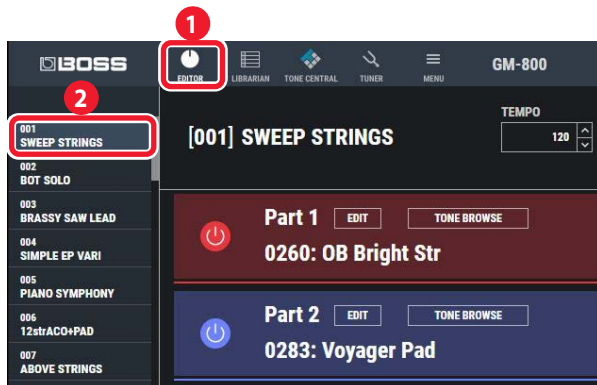 1
BOSS
EDITOR LIBRARIAN TONE CENTRAL TUNER MENU
GM-800
2
001
SWEEP STRINGS
002
BOT SOLO
003
BRASSY SAW LEAD
004
SIMPLE EP VARI
005
PIANO SYMPHONY
006
12strACO+PAD
007
ABOVE STRINGS
[001] SWEEP STRINGS
TEMPO
120
Part 1 EDIT TONE BROWSE
0260: OB Bright Str
Part 2 EDIT TONE BROWSE
0283: Voyager Pad